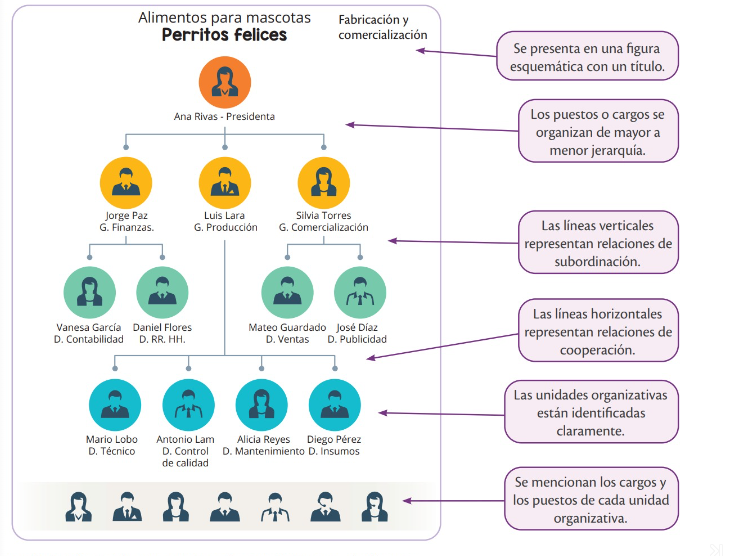 Alimentos para mascotas
Perritos felices
Fabricación y
comercialización
Se presenta en una figura
esquemática con un título.
Ana Rivas - Presidenta
Los puestos o cargos se
organizan de mayor a
menor jerarquía.
Jorge Paz
G. Finanzas.
Luis Lara
G. Producción
Silvia Torres
G. Comercialización
Las líneas verticales
representan relaciones de
subordinación.
Vanesa García
D. Contabilidad
Daniel Flores
D. RR. HH.
Mateo Guardado
D. Ventas
José Díaz
D. Publicidad
Las líneas horizontales
representan relaciones de
cooperación.
Las unidades organizativas
están identificadas
claramente.
Mario Lobo
D. Técnico
Antonio Lam
D. Control
de calidad
Alicia Reyes
D. Mantenimiento
Diego Pérez
D. Insumos
Se mencionan los cargos y
los puestos de cada unidad
organizativa.